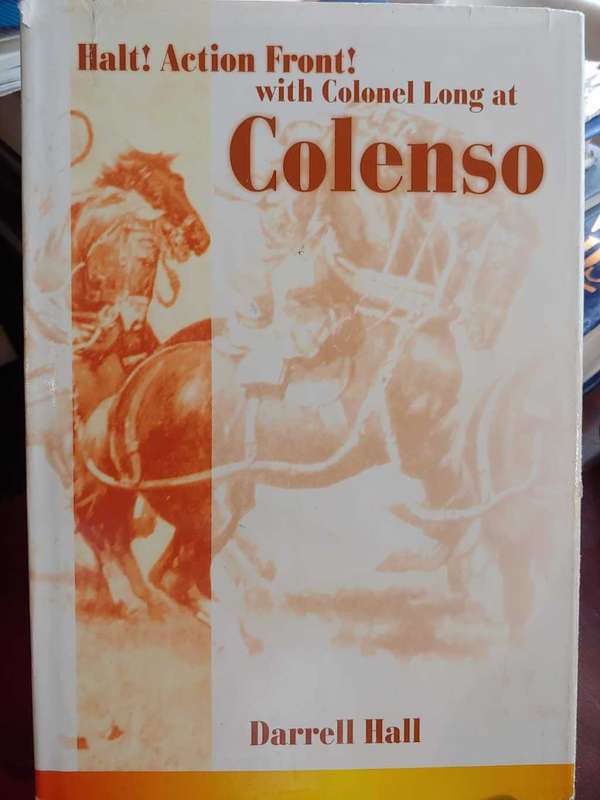 Halt! Action Front!
with Colonel Long at
Colenso
Darrell Hall